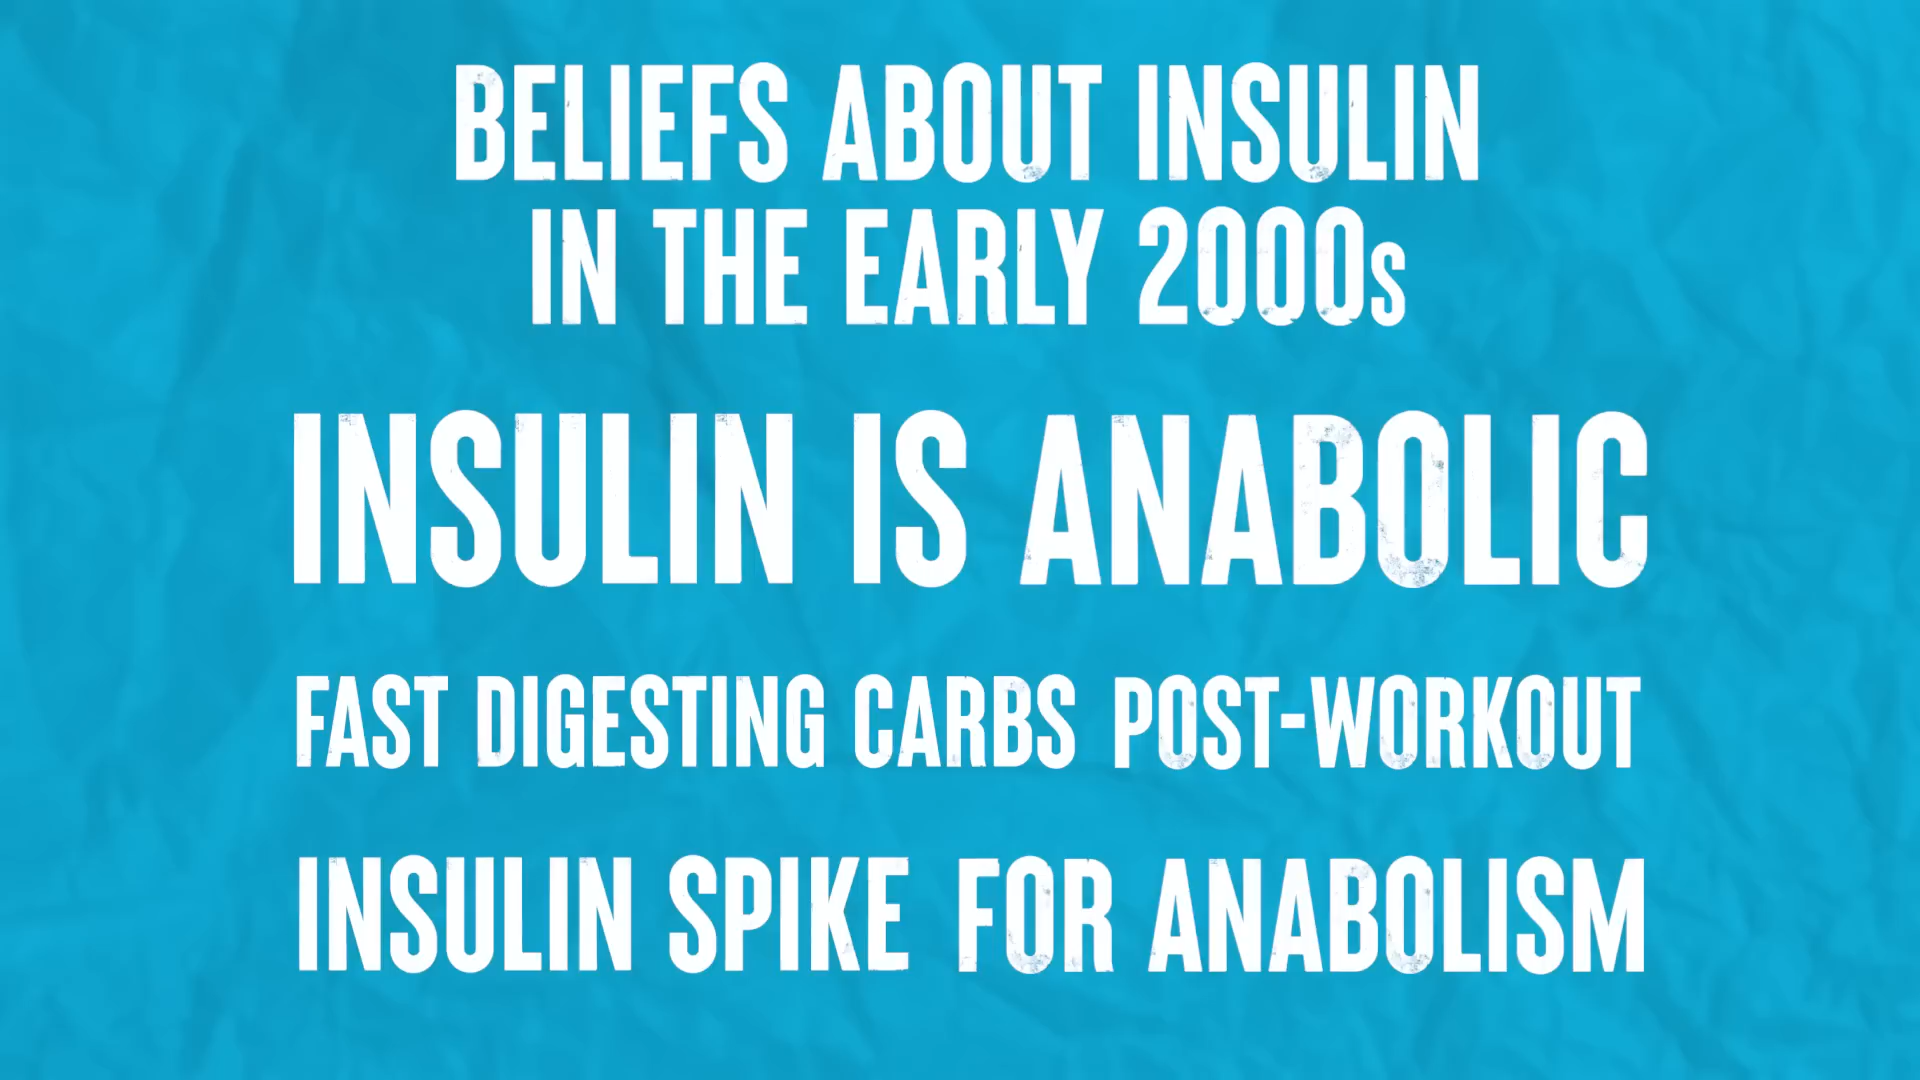 BELIEFS ABOUT INSULIN
IN THE EARLY 2000s
INSULIN IS ANABOLIC
FAST DIGESTING CARBS POST-WORKOUT
INSULIN SPIKE FOR ANABOLISM